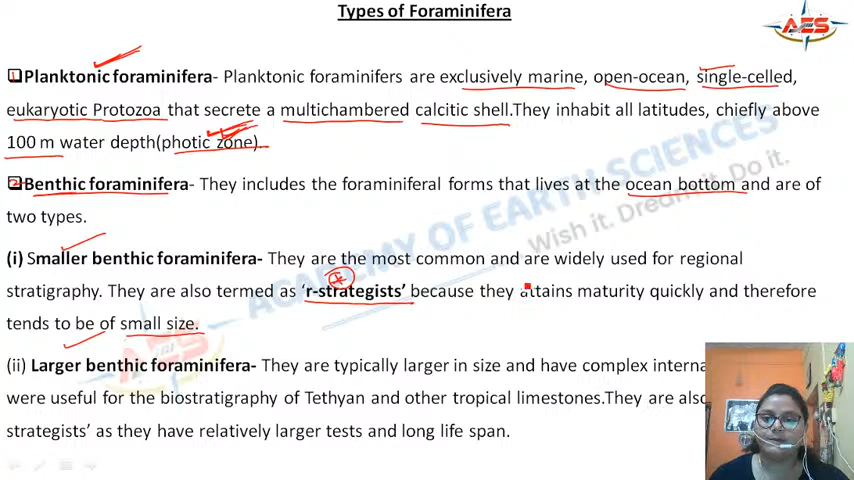 Types of Foraminifera
AES
Planktonic foraminifera- Planktonic foraminifers are exclusively marine, open-ocean, single-celled,
eukaryotic Protozoa that secrete a multichambered calcitic shell.They inhabit all latitudes, chiefly above
100 m water depth(photic zone).
Benthic foraminifera- They includes the foraminiferal forms that lives at the ocean bottom and are of
two types.
(i) Smaller benthic foraminifera- They are the most common and are widely used for regional
stratigraphy. They are also termed as ‘r-strategists’ because they attains maturity quickly and therefore
tends to be of small size.
(ii) Larger benthic foraminifera- They are typically larger in size and have complex interna
were useful for the biostratigraphy of Tethyan and other tropical limestones.They are also
strategists’ as they have relatively larger tests and long life span.
ACADEMY OF EARTH SCIENCES
Wish it. Dream it. Do it.
AES